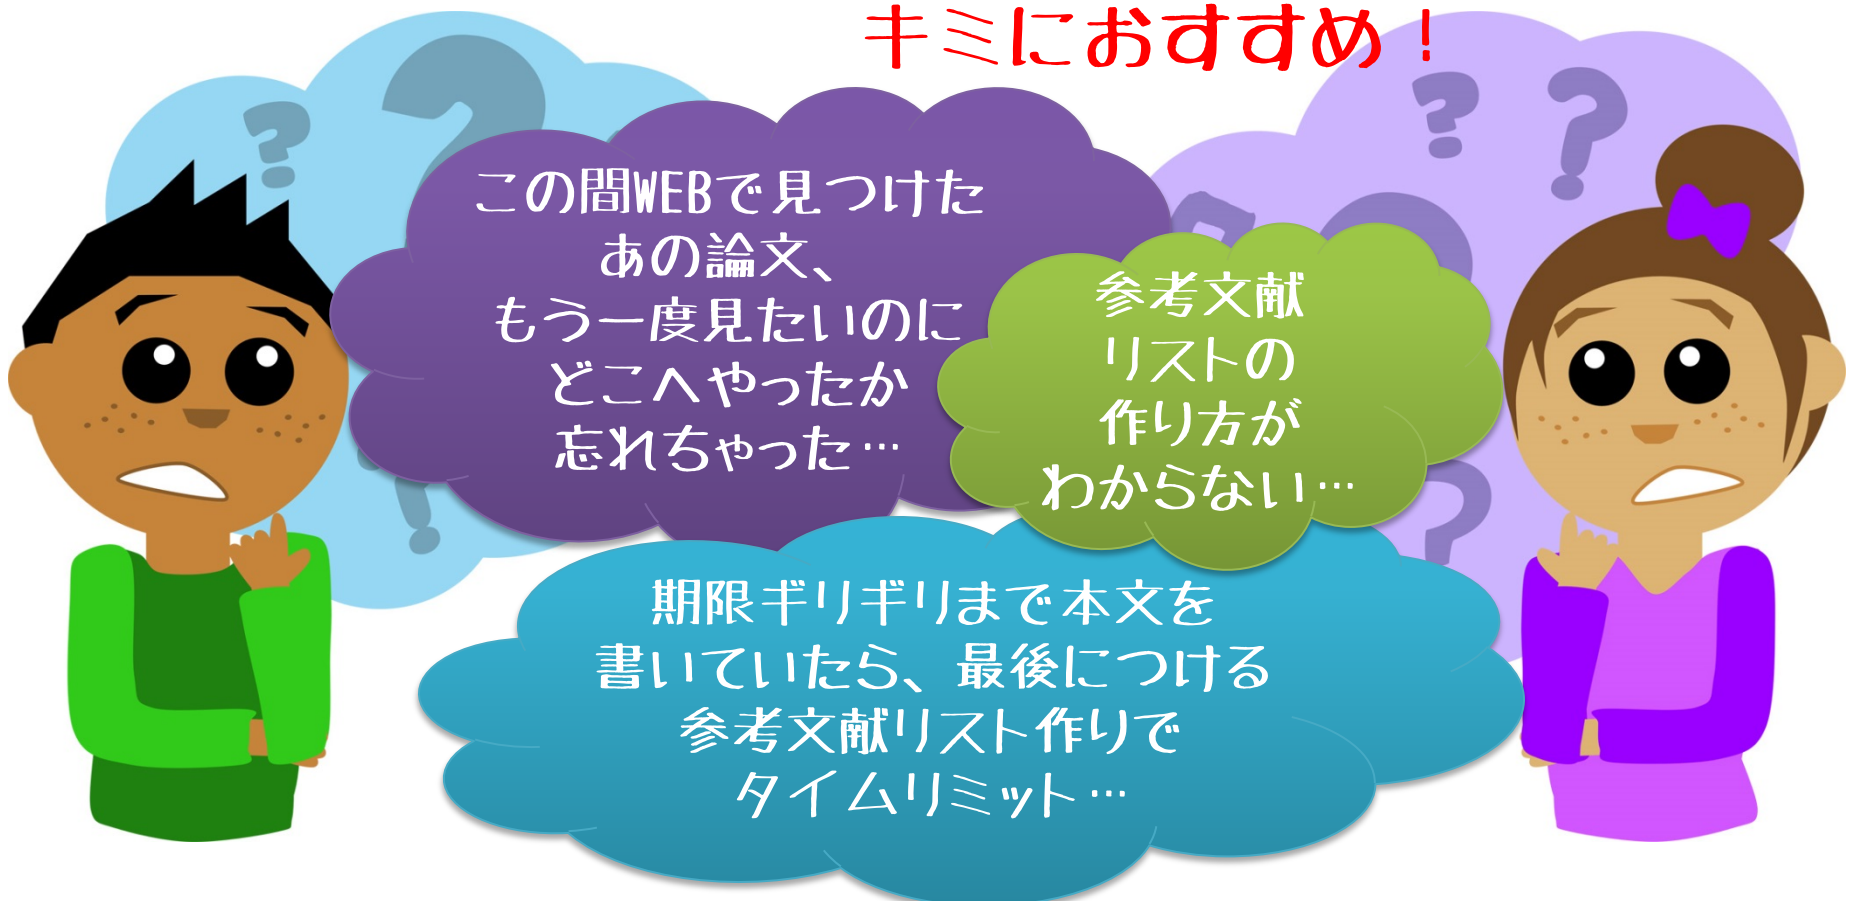 キミにおすすめ！
この間WEBで見つけた
あの論文、
もう一度見たいのに
どこへやったか
忘れちゃった…
参考文献
リストの
作り方が
わからない…
期限ギリギリまで本文を
書いていたら、最後につける
参考文献リスト作りで
タイムリミット…